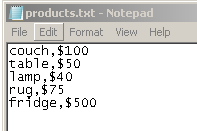 products.txt - Notepad
File Edit Format View Help
couch,$100
table,$50
lamp,$40
rug,$75
fridge,$500